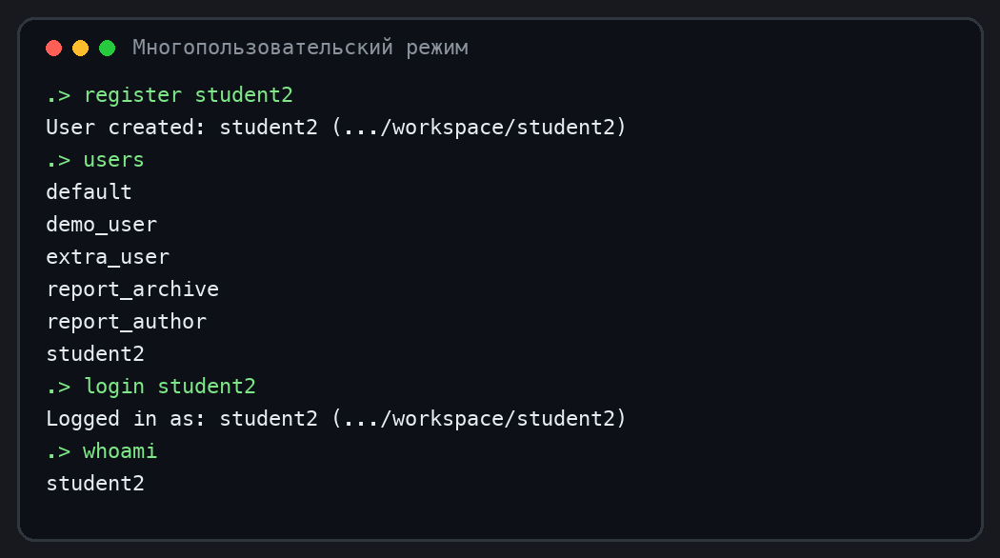 Многопользовательский режим
.> register student2
User created: student2 (.../workspace/student2)
.> users
default
demo_user
extra_user
report_archive
report_author
student2
.> login student2
Logged in as: student2 (.../workspace/student2)
.> whoami
student2